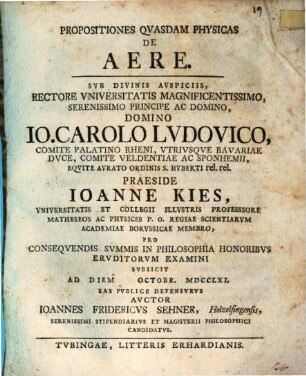 19
PROPOSITIONES QVASDAM PHYSICAS
DE
AERE.
SVB DIVINIS AVSPICIIS,
RECTORE VNIVERSITATIS MAGNIFICENTISSIMO,
SERENISSIMO PRINCIPE AC DOMINO,
DOMINO
IO. CAROLO LVDOVICO,
COMITE PALATINO RHENI, VTRIVSQVE BAVARIAE
DVCE, COMITE VELDENTIAE AC SPONHEMII,
EQVITE AVRATO ORDINIS S. HVBERTI rel. rel.
PRAESIDE
IOANNE KIES,
VNIVERSITATIS ET COLLEGII ILLVSTRIS PROFESSSORE
MATHESEOS AC PHYSICES P. O. REGIAE SCIENTIARVM
ACADEMIAE BORVSSICAE MEMBRO,
PRO
CONSEQVENDIS SVMMIS IN PHILOSOPHIA HONORIBVS
ERVDITORVM EXAMINI
SVBIICIT
AD DIEM OCTOBR. MDCCLXI.
EAS PVBLICE DEFENSVRVS
AVCTOR
IOANNES FRIDERICVS SEHNER, Holzelfingensis,
SERENISSIMI STIPENDIARIVS ET MAGISTERII PHILOSOPHICI
CANDIDATVS.
TVBINGAE, LITTERIS ERHARDIANIS.